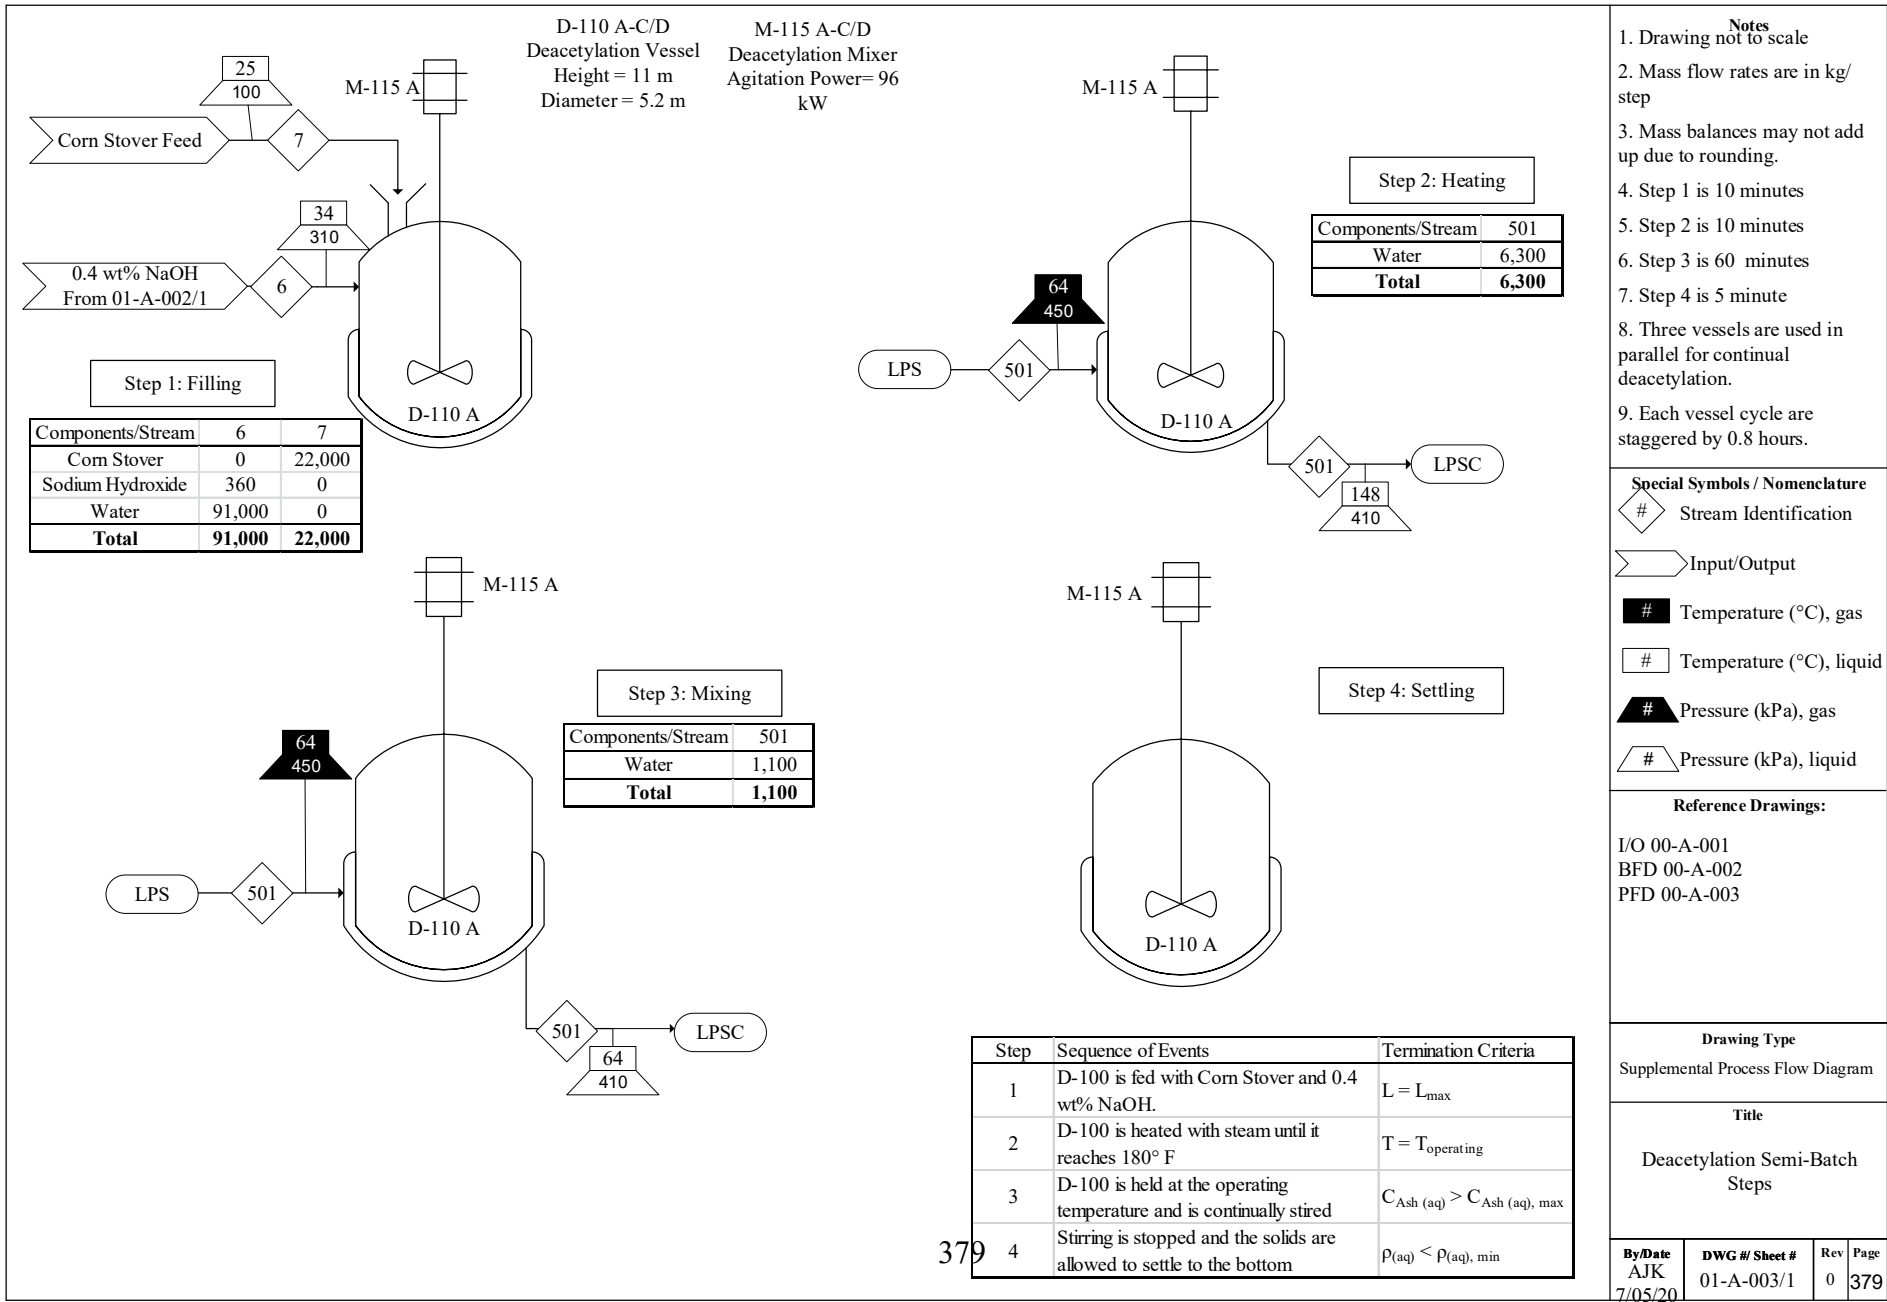 D-110 A-C/D
Deacetylation Vessel
Height = 11 m
Diameter = 5.2 m
M-115 A-C/D
Deacetylation Mixer
Agitation Power= 96
kW
25
100
M-115 A
Corn Stover Feed
7
34
310
0.4 wt% NaOH
From 01-A-002/1
6
Step 1: Filling
D-110 A
Components/Stream 6 7
Corn Stover 0 22,000
Sodium Hydroxide 360 0
Water 91,000 0
Total 91,000 22,000
M-115 A
Step 2: Heating
Components/Stream 501
Water 6,300
Total 6,300
64
450
LPS
501
D-110 A
501
LPSC
148
410
M-115 A
Step 3: Mixing
Components/Stream 501
Water 1,100
Total 1,100
64
450
LPS
501
D-110 A
501
LPSC
64
410
M-115 A
Step 4: Settling
D-110 A
Step Sequence of Events Termination Criteria
1 D-100 is fed with Corn Stover and 0.4
wt% NaOH.
L = Lmax
2 D-100 is heated with steam until it
reaches 180° F
T = Toperating
3 D-100 is held at the operating
temperature and is continually stired
CAsh (aq) > CAsh (aq), max
4 Stirring is stopped and the solids are
allowed to settle to the bottom
ρ(aq) < ρ(aq), min
379
Notes
1. Drawing not to scale
2. Mass flow rates are in kg/
step
3. Mass balances may not add
up due to rounding.
4. Step 1 is 10 minutes
5. Step 2 is 10 minutes
6. Step 3 is 60 minutes
7. Step 4 is 5 minute
8. Three vessels are used in
parallel for continual
deacetylation.
9. Each vessel cycle are
staggered by 0.8 hours.
Special Symbols / Nomenclature
# Stream Identification
Input/Output
# Temperature (°C), gas
# Temperature (°C), liquid
# Pressure (kPa), gas
# Pressure (kPa), liquid
Reference Drawings:
I/O 00-A-001
BFD 00-A-002
PFD 00-A-003
Drawing Type
Supplemental Process Flow Diagram
Title
Deacetylation Semi-Batch
Steps
By/Date
AJK
7/05/20
DWG #/ Sheet #
01-A-003/1
Rev
0
Page
379